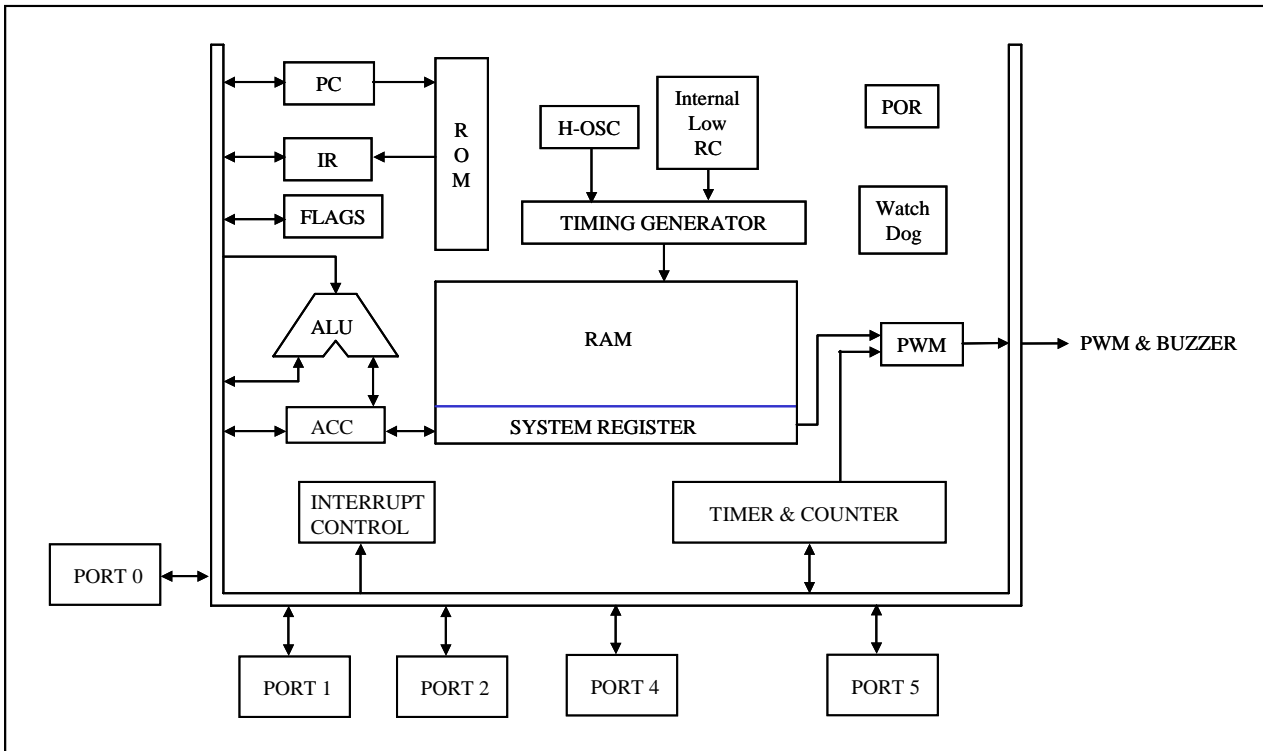 PC
R
O
M
IR
FLAGS
H-OSC
Internal
Low
RC
POR
TIMING GENERATOR
Watch
Dog
ALU
RAM
PWM
PWM & BUZZER
ACC
SYSTEM REGISTER
INTERRUPT
CONTROL
TIMER & COUNTER
PORT 0
PORT 1
PORT 2
PORT 4
PORT 5